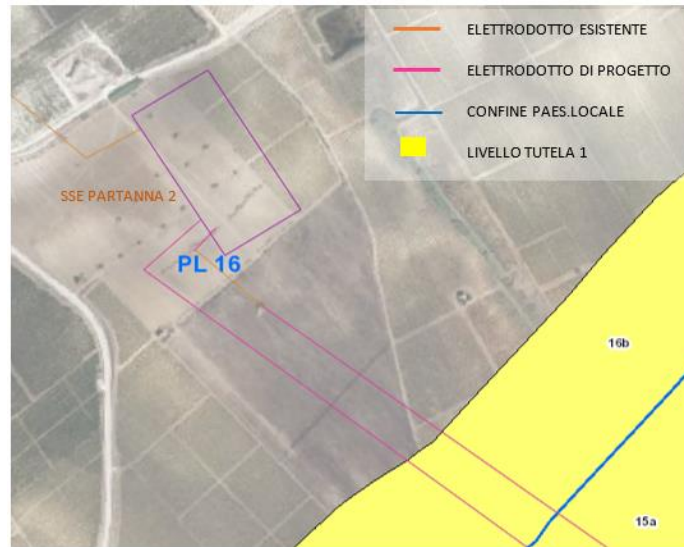 ELETTRODOTTO ESISTENTE
ELETTRODOTTO DI PROGETTO
CONFINE PAES.LOCALE
LIVELLO TUTELA 1
SSE PARTANNA 2
PL 16
16b
15a